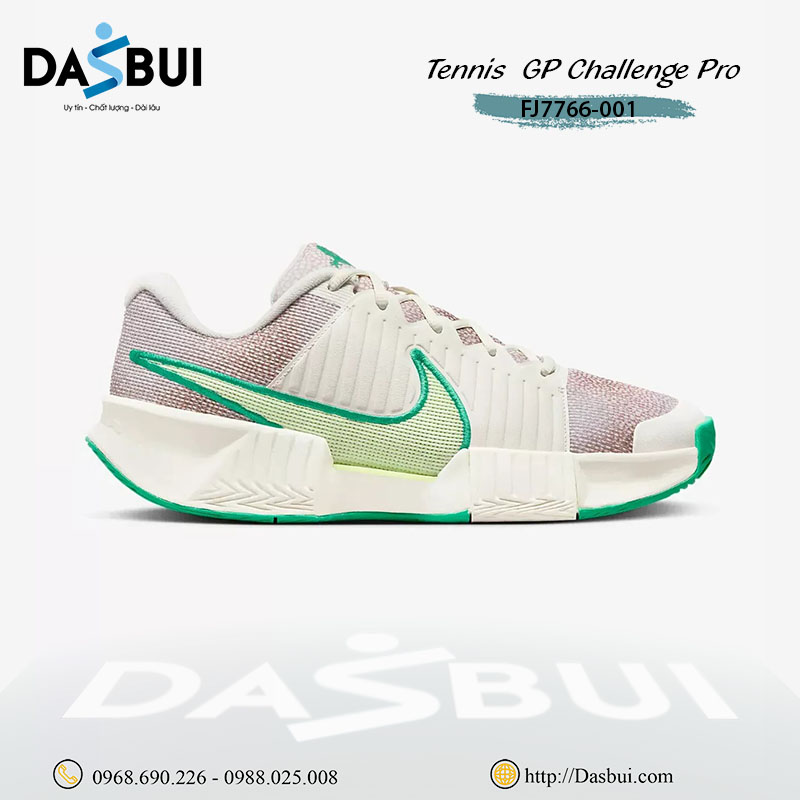 DASBUI
Uy tín - Chất lượng - Dài lâu
Tennis GP Challenge Pro
FJ7766-001
DASBUI
0968.690.226 - 0988.025.008
http://Dasbui.com